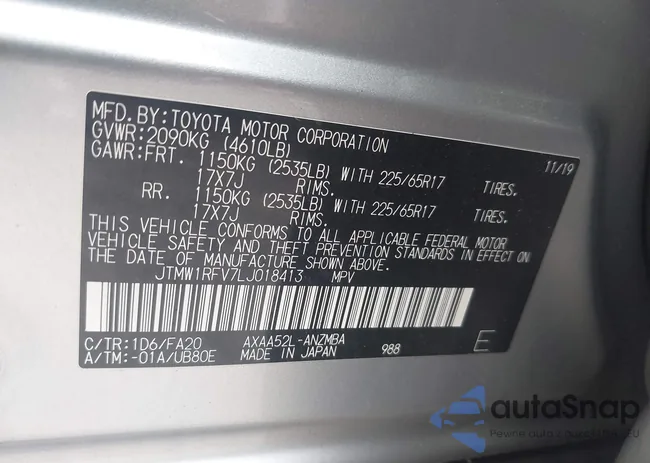 MFD.BY:TOYOTA MOTOR CORPORATION
GVWR:2090KG (4610LB) 11/19
GAWR:FRT. 1150KG (2535LB) WITH 225/65R17 TIRES.
17X7J RIMS.
RR. 1150KG (2535LB) WITH 225/65R17 TIRES.
17X7J RIMS.
THIS VEHICLE CONFORMS TO ALL APPLICABLE FEDERAL MOTOR
VEHICLE SAFETY AND THEFT PREVENTION STANDARDS IN EFFECT ON
THE DATE OF MANUFACTURE SHOWN ABOVE.
JTMW1RFV7LJ018413 MPV
C/TR:1D6/FA20 AXAA52L-ANZMBA
A/TM:-01A/UB80E MADE IN JAPAN 988 E
autaSnap
Pewne auta z